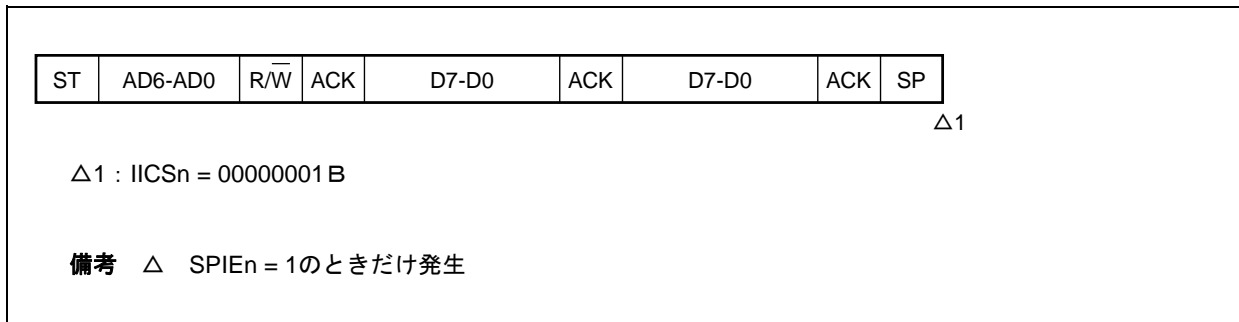 ST AD6-AD0 R/W̅ ACK D7-D0 ACK D7-D0 ACK SP
△1
△1：IICSn = 00000001B
備考 △ SPIEn = 1のときだけ発生